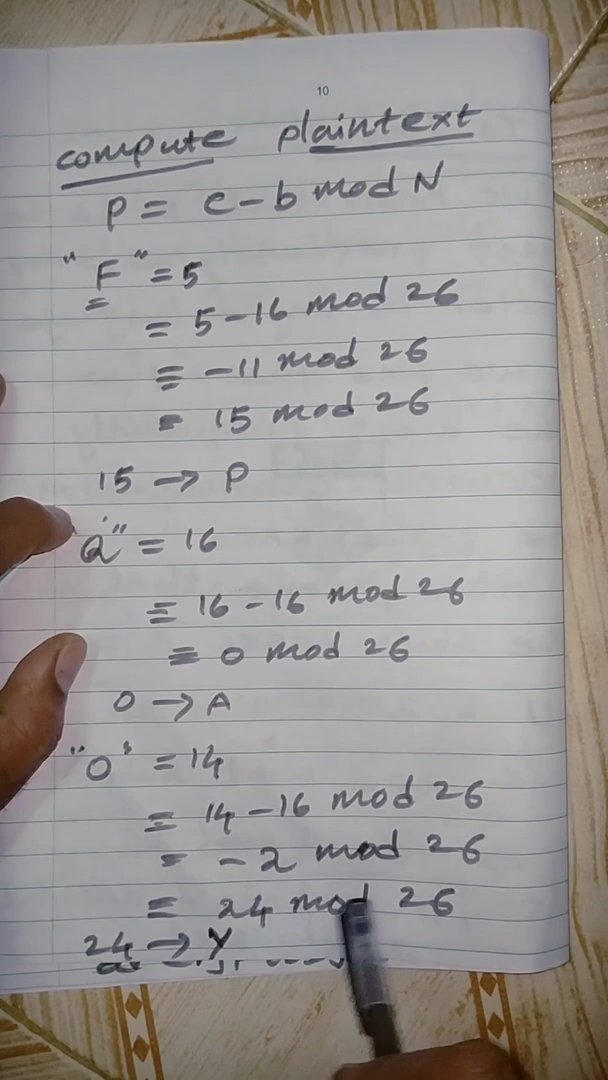 10
compute plaintext
P = c - b mod N
"F" = 5
= 5 - 16 mod 26
≡ -11 mod 26
= 15 mod 26
15 → P
"Q" = 16
≡ 16 - 16 mod 26
≡ 0 mod 26
0 → A
"O" = 14
≡ 14 - 16 mod 26
= -2 mod 26
≡ 24 mod 26
24 → Y